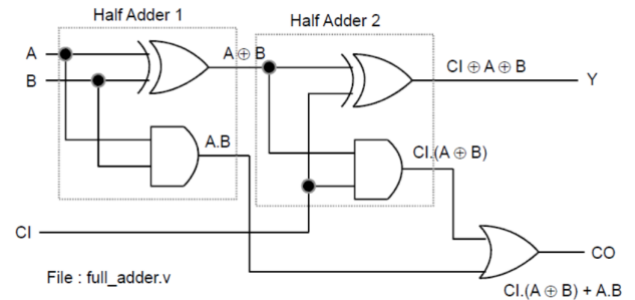 Half Adder 1
Half Adder 2
A
A ⊕ B
CI ⊕ A ⊕ B
Y
B
A.B
CI.(A ⊕ B)
CI
CO
File : full_adder.v
CI.(A ⊕ B) + A.B